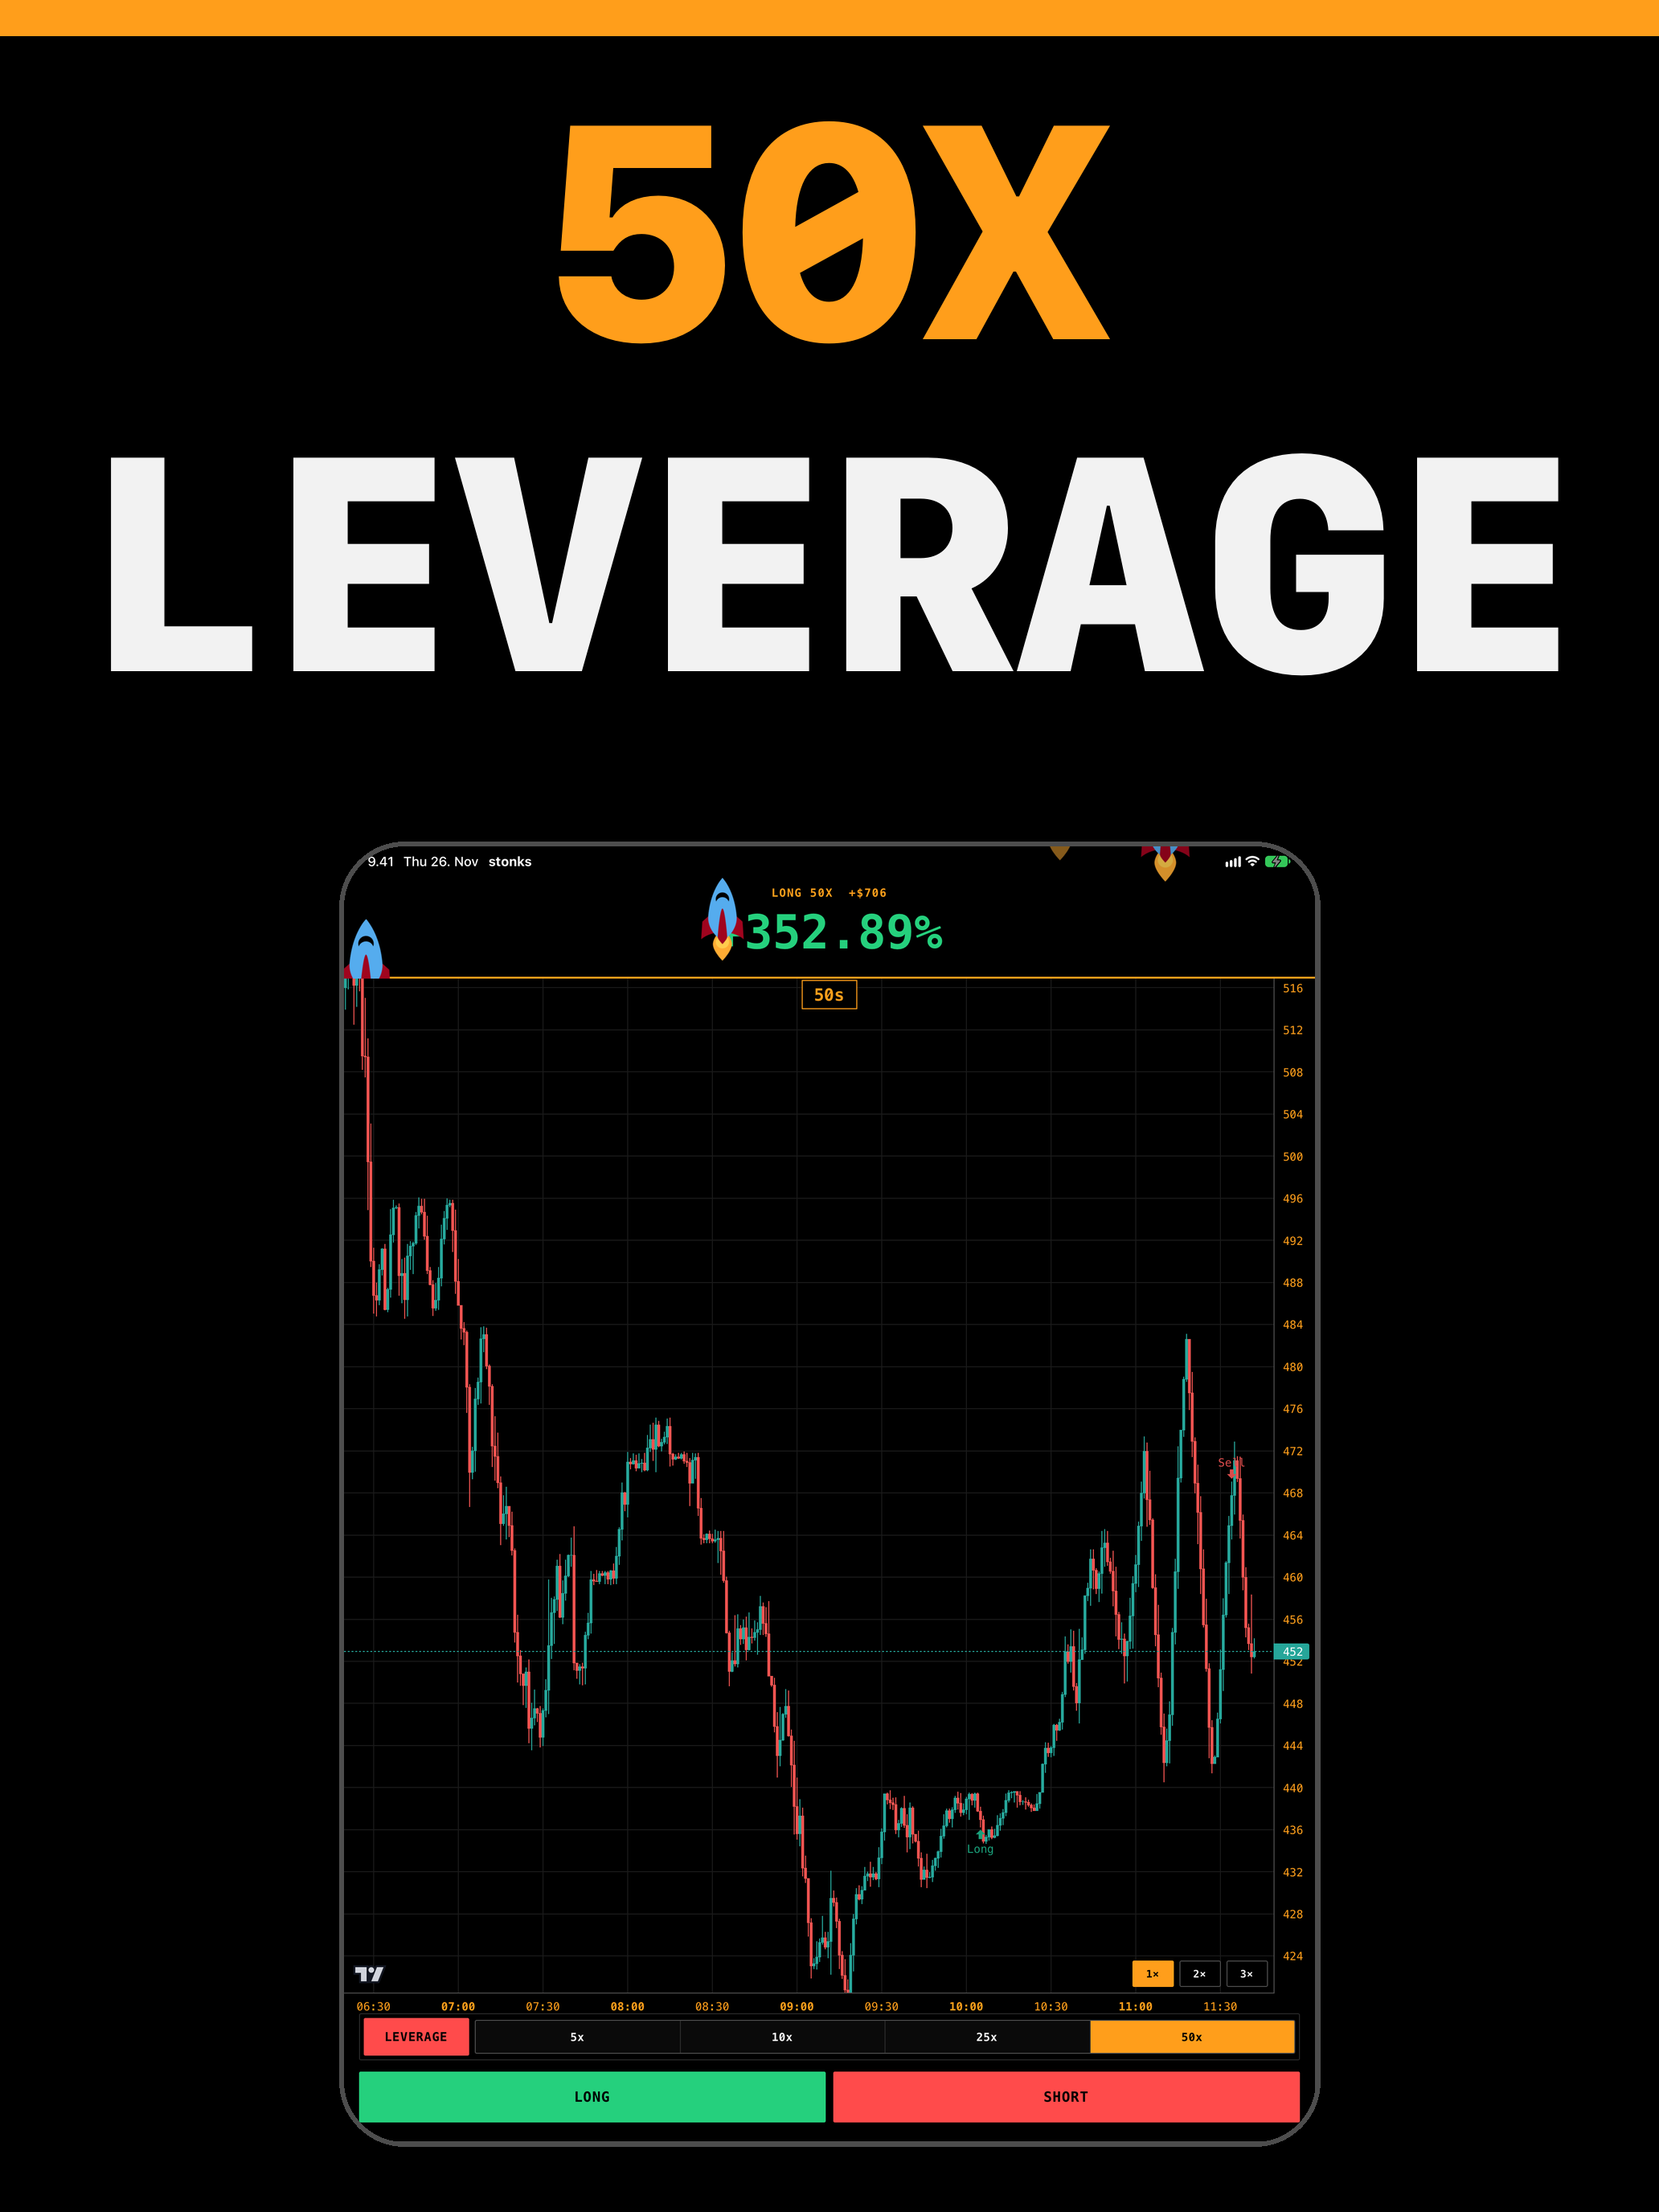 50X
LEVERAGE
9.41 Thu 26. Nov stonks
LONG 50X +$706
352.89%
50s
516
512
508
504
500
496
492
488
484
480
476
472
Sell
468
464
460
456
452
452
448
444
440
436
Long
432
428
424
1× 2× 3×
06:30 07:00 07:30 08:00 08:30 09:00 09:30 10:00 10:30 11:00 11:30
LEVERAGE 5x 10x 25x 50x
LONG SHORT